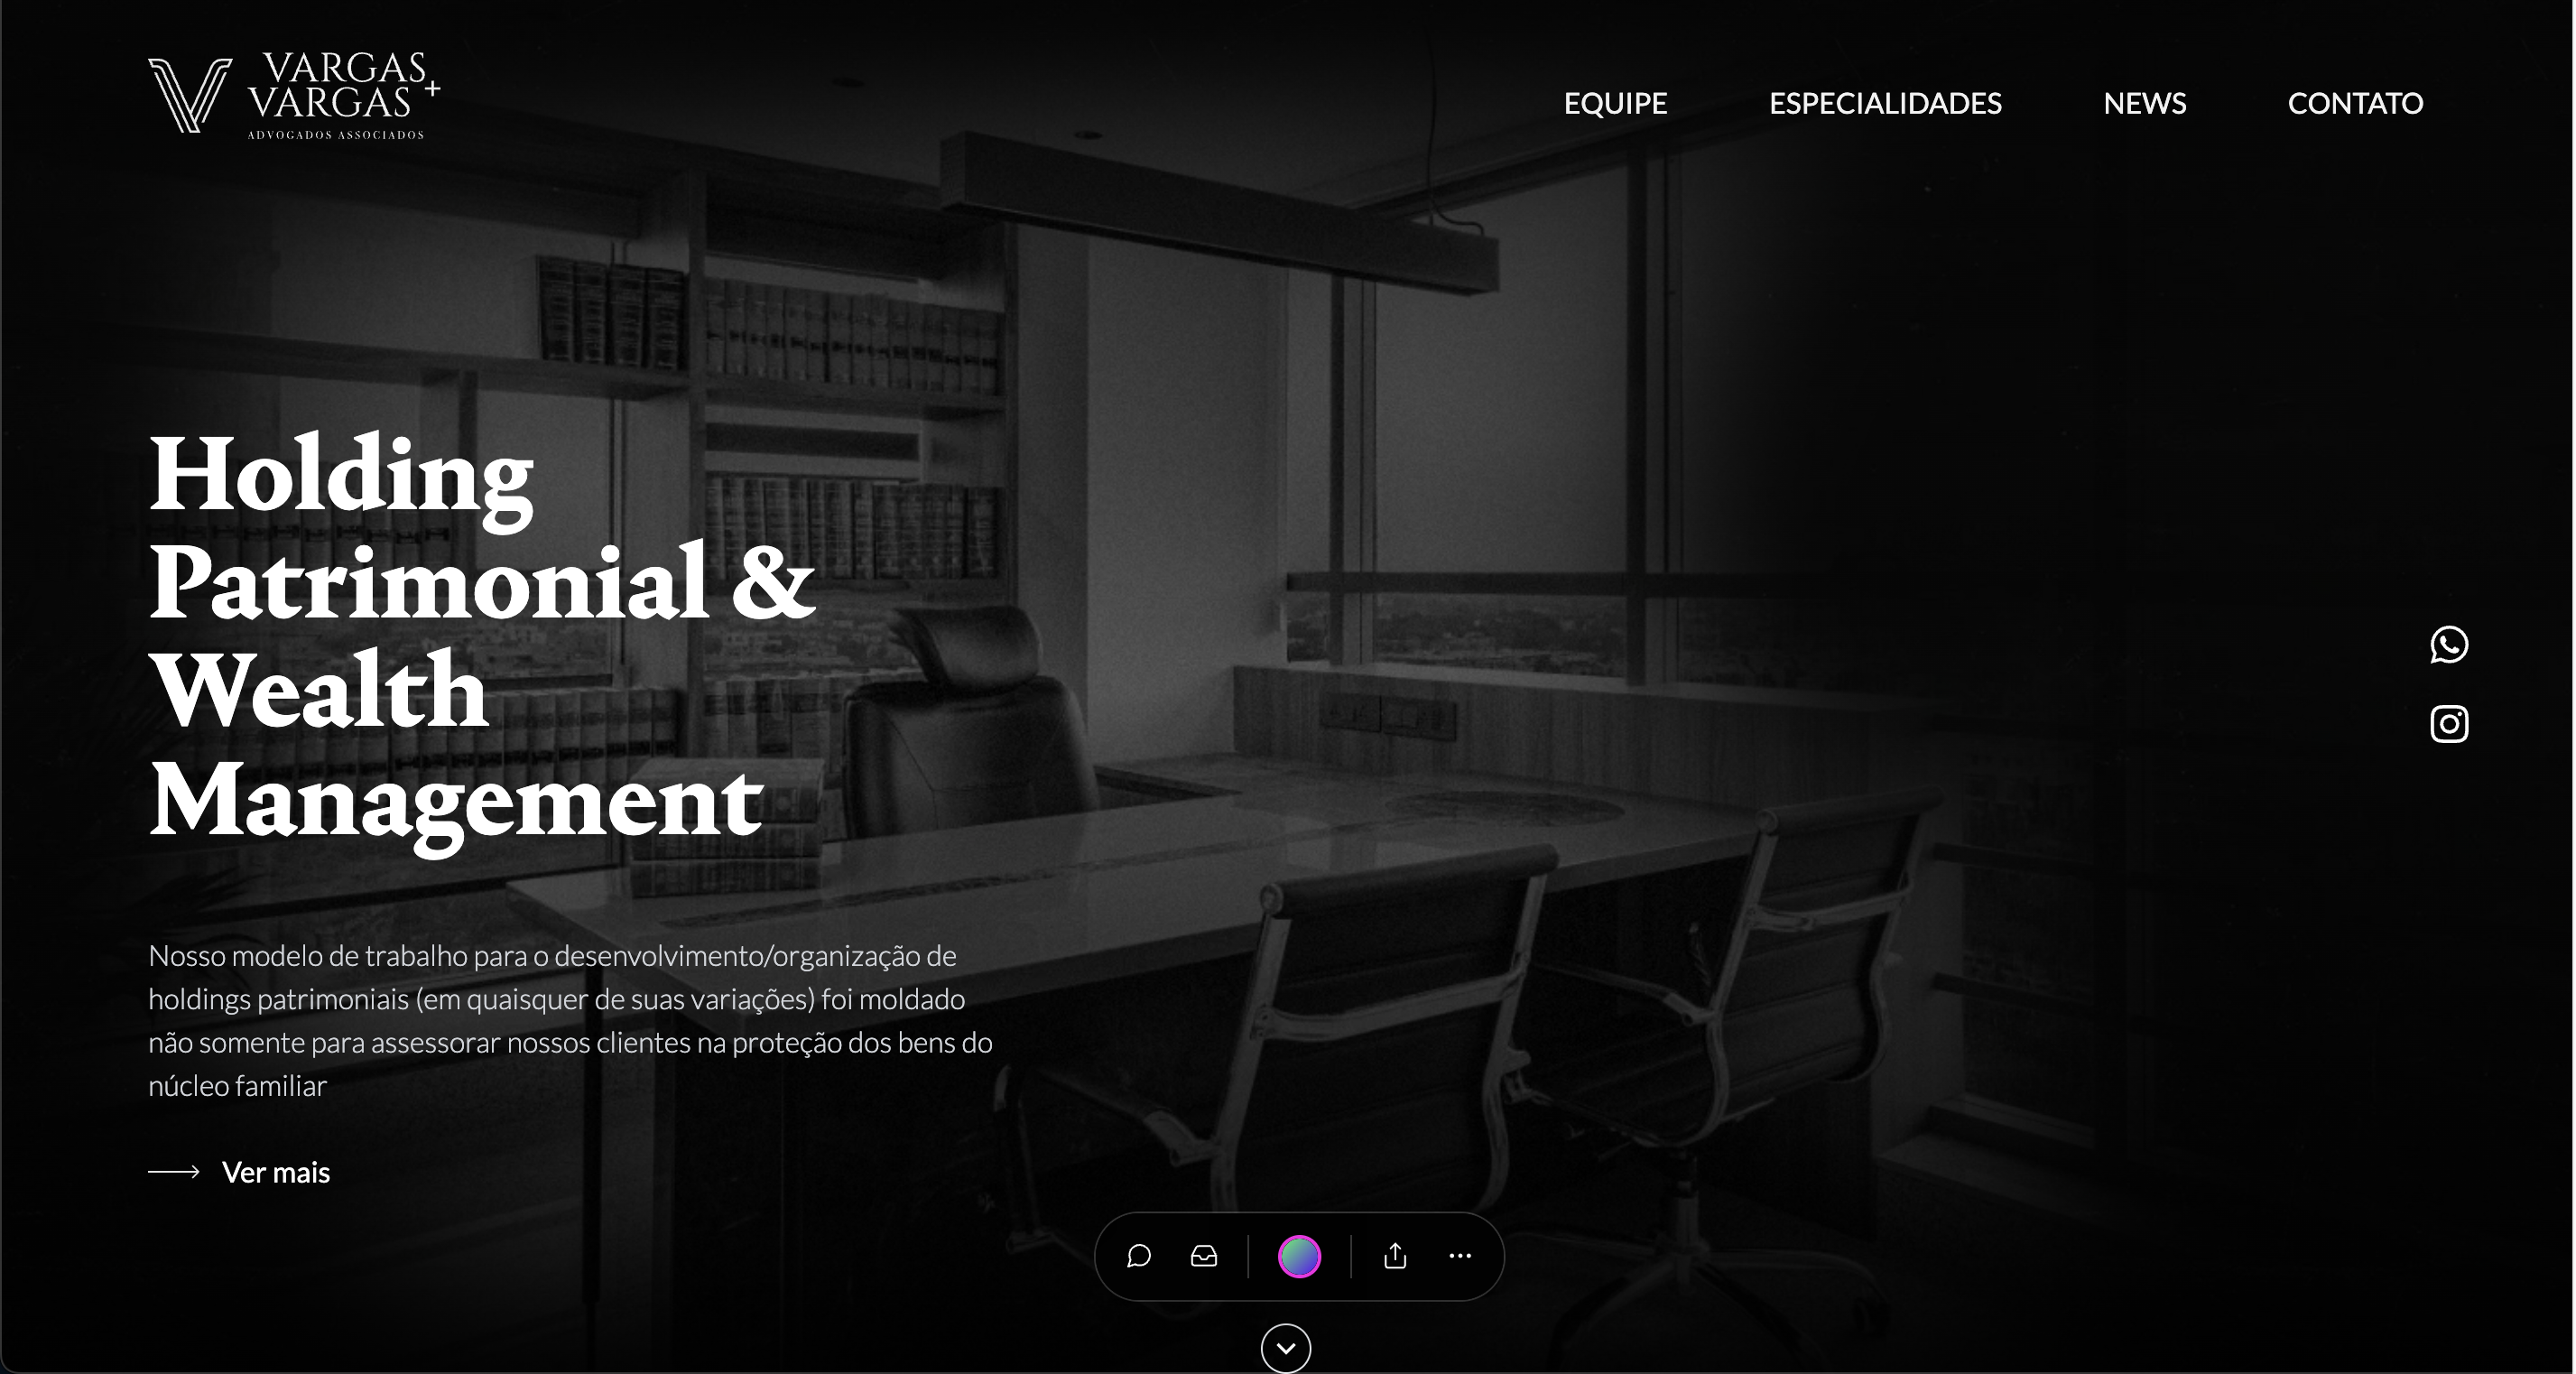 VARGAS
VARGAS+
ADVOGADOS ASSOCIADOS
EQUIPE
ESPECIALIDADES
NEWS
CONTATO
Holding
Patrimonial &
Wealth
Management
Nosso modelo de trabalho para o desenvolvimento/organização de
holdings patrimoniais (em quaisquer de suas variações) foi moldado
não somente para assessorar nossos clientes na proteção dos bens do
núcleo familiar
Ver mais